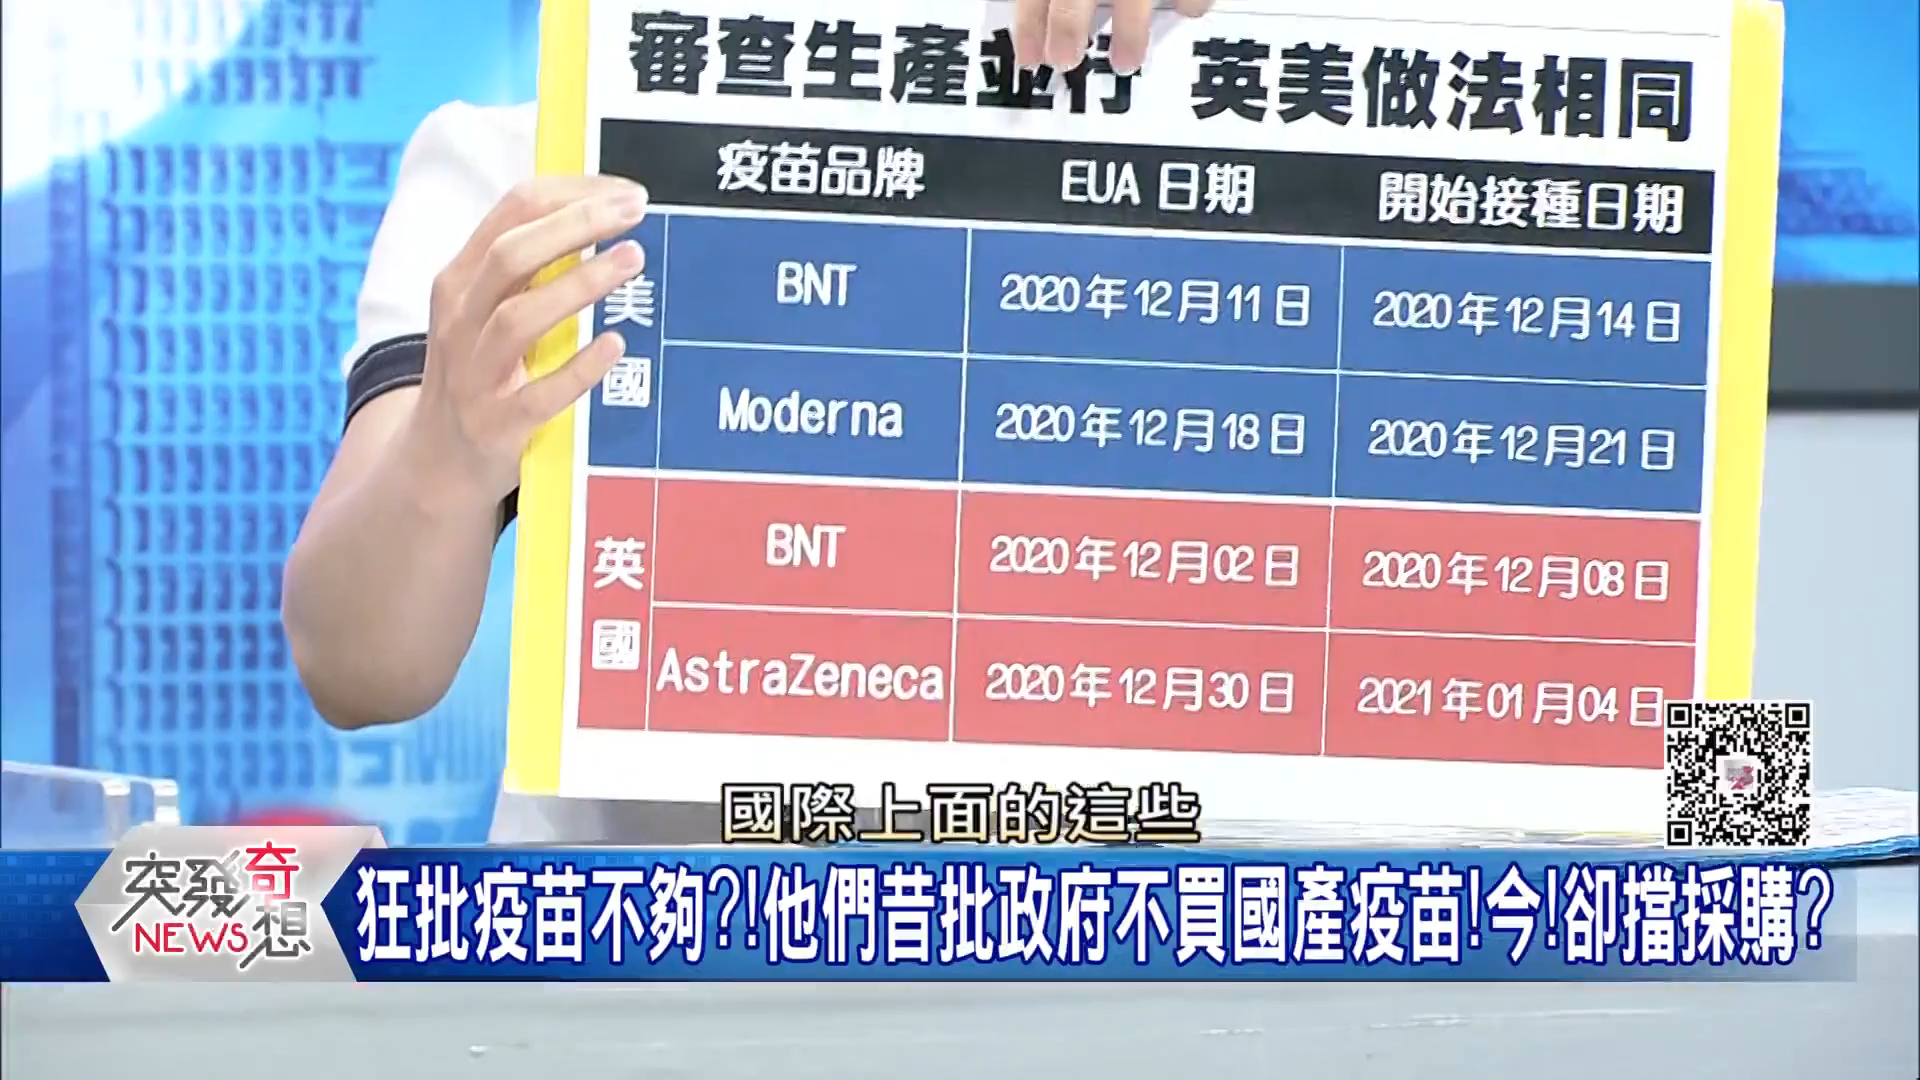 審查生產並行 英美做法相同
疫苗品牌 EUA 日期 開始接種日期
美國
BNT 2020年12月11日 2020年12月14日
Moderna 2020年12月18日 2020年12月21日
英國
BNT 2020年12月02日 2020年12月08日
AstraZeneca 2020年12月30日 2021年01月04日
國際上面的這些
突發奇想
NEWS
狂批疫苗不夠?!他們昔批政府不買國產疫苗!今!卻擋採購?